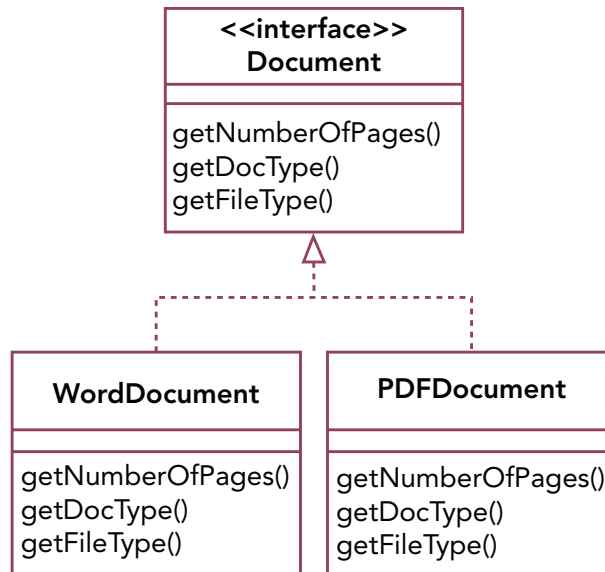 <<interface>>
Document
getNumberOfPages()
getDocType()
getFileType()
WordDocument
getNumberOfPages()
getDocType()
getFileType()
PDFDocument
getNumberOfPages()
getDocType()
getFileType()